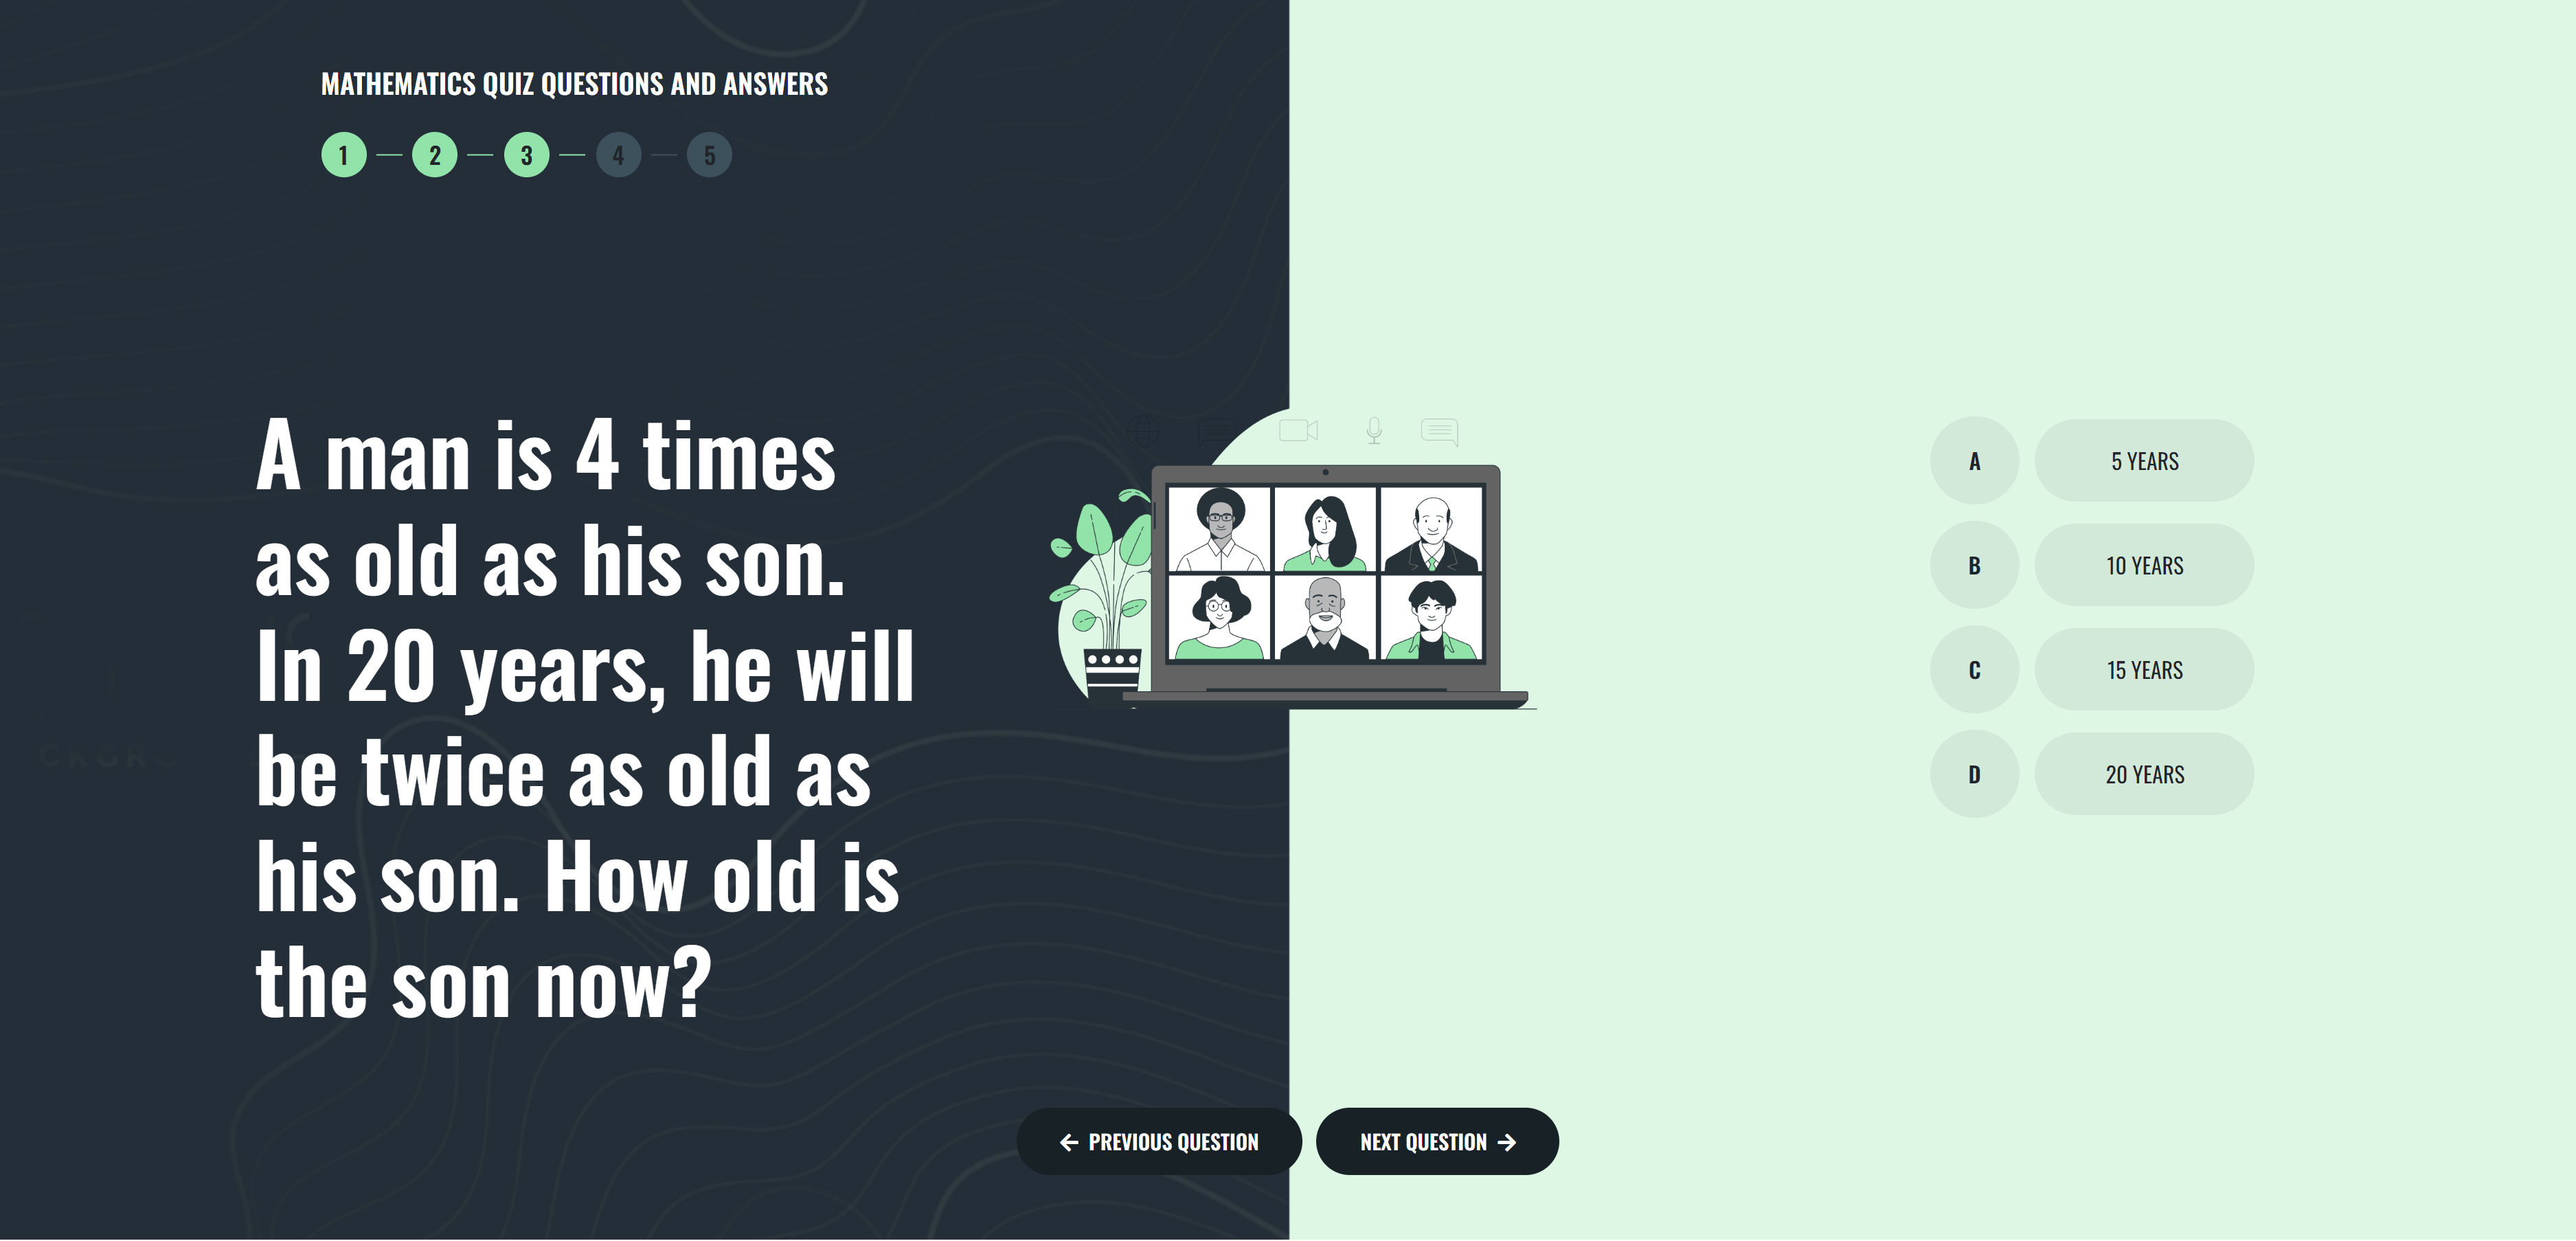 MATHEMATICS QUIZ QUESTIONS AND ANSWERS
1 2 3 4 5
A man is 4 times
as old as his son.
In 20 years, he will
be twice as old as
his son. How old is
the son now?
A 5 YEARS
B 10 YEARS
C 15 YEARS
D 20 YEARS
PREVIOUS QUESTION
NEXT QUESTION